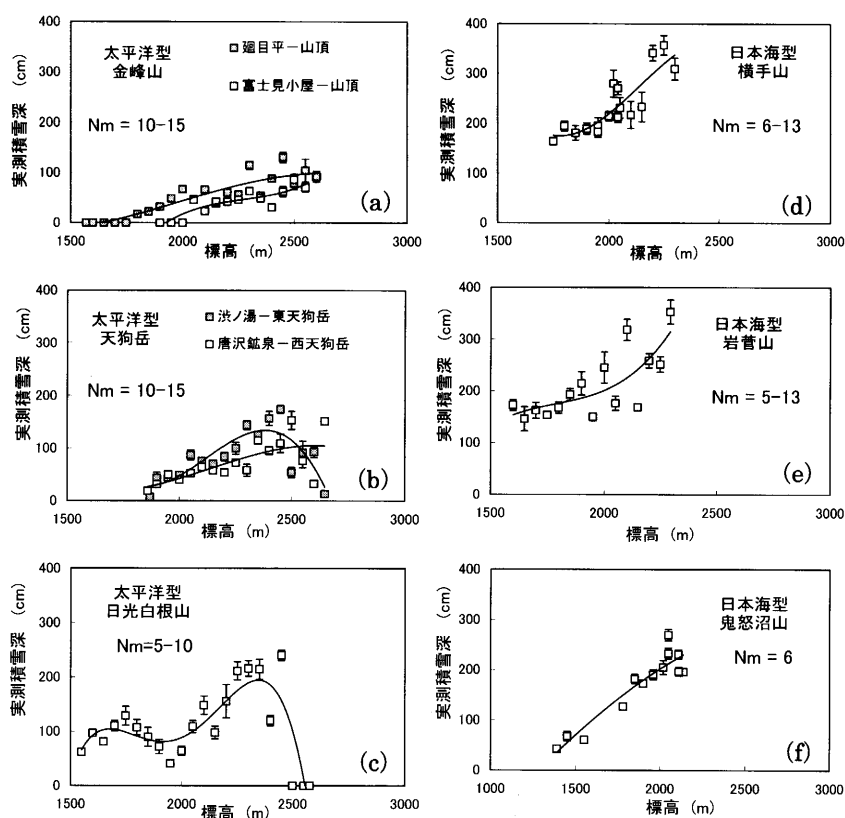 実測積雪深 (cm)
400
300
200
100
0
太平洋型
金峰山
廻目平ー山頂
富士見小屋ー山頂
Nm = 10-15
(a)
1500
2000
2500
3000
標高 (m)
実測積雪深 (cm)
400
300
200
100
0
太平洋型
天狗岳
渋ノ湯ー東天狗岳
唐沢鉱泉ー西天狗岳
Nm = 10-15
(b)
1500
2000
2500
3000
標高 (m)
実測積雪深 (cm)
400
300
200
100
0
太平洋型
日光白根山
Nm=5-10
(c)
1500
2000
2500
3000
標高 (m)
実測積雪深 (cm)
400
300
200
100
0
日本海型
横手山
Nm = 6-13
(d)
1500
2000
2500
3000
標高 (m)
実測積雪深 (cm)
400
300
200
100
0
日本海型
岩菅山
Nm = 5-13
(e)
1500
2000
2500
3000
標高 (m)
実測積雪深 (cm)
400
300
200
100
0
日本海型
鬼怒沼山
Nm = 6
(f)
1000
1500
2000
2500
3000
標高 (m)